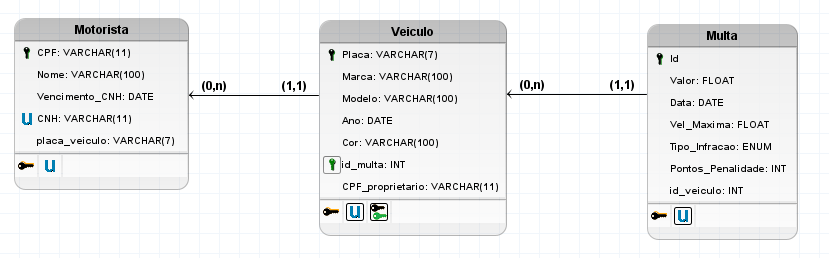 Motorista
CPF: VARCHAR(11)
Nome: VARCHAR(100)
Vencimento_CNH: DATE
U CNH: VARCHAR(11)
placa_veiculo: VARCHAR(7)
U
(0,n)
(1,1)
Veiculo
Placa: VARCHAR(7)
Marca: VARCHAR(100)
Modelo: VARCHAR(100)
Ano: DATE
Cor: VARCHAR(100)
id_multa: INT
CPF_proprietario: VARCHAR(11)
U
(0,n)
(1,1)
Multa
Id
Valor: FLOAT
Data: DATE
Vel_Maxima: FLOAT
Tipo_Infracao: ENUM
Pontos_Penalidade: INT
id_veiculo: INT
U